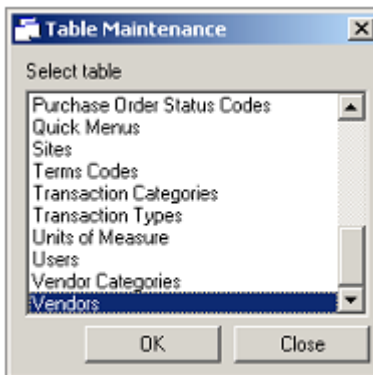 Table Maintenance
Select table
Purchase Order Status Codes
Quick Menus
Sites
Terms Codes
Transaction Categories
Transaction Types
Units of Measure
Users
Vendor Categories
Vendors
OK
Close